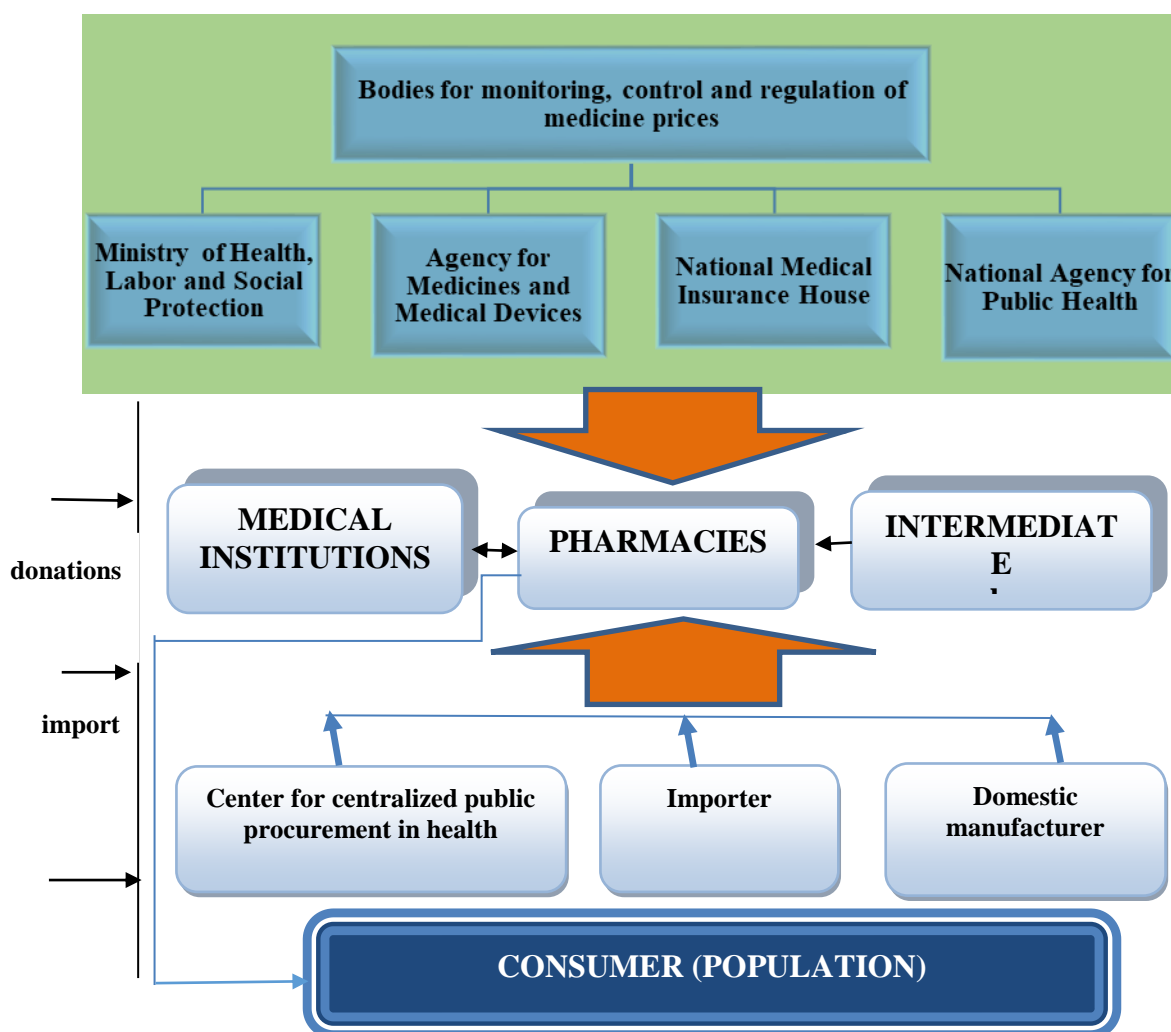 Bodies for monitoring, control and regulation of
medicine prices
Ministry of Health,
Labor and Social
Protection
Agency for
Medicines and
Medical Devices
National Medical
Insurance House
National Agency for
Public Health
MEDICAL
INSTITUTIONS
PHARMACIES
INTERMEDIAT
E
donations
import
Center for centralized public
procurement in health
Importer
Domestic
manufacturer
CONSUMER (POPULATION)